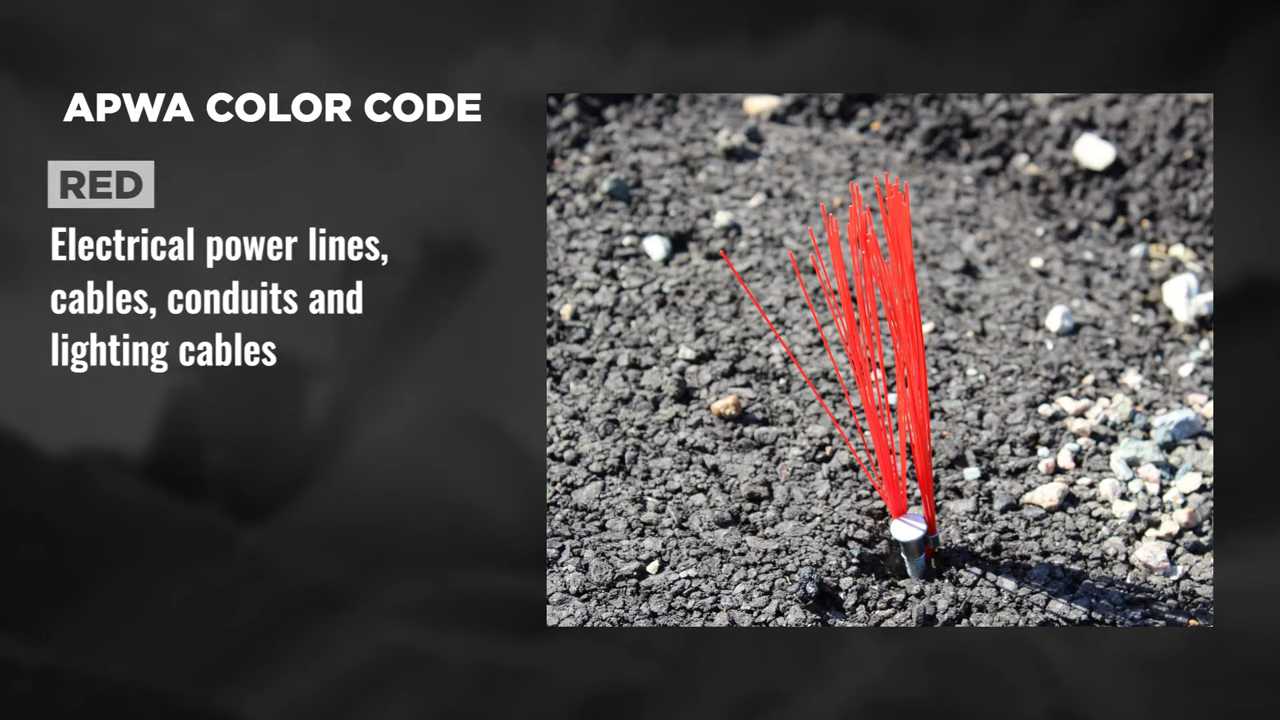 APWA COLOR CODE
RED
Electrical power lines,
cables, conduits and
lighting cables